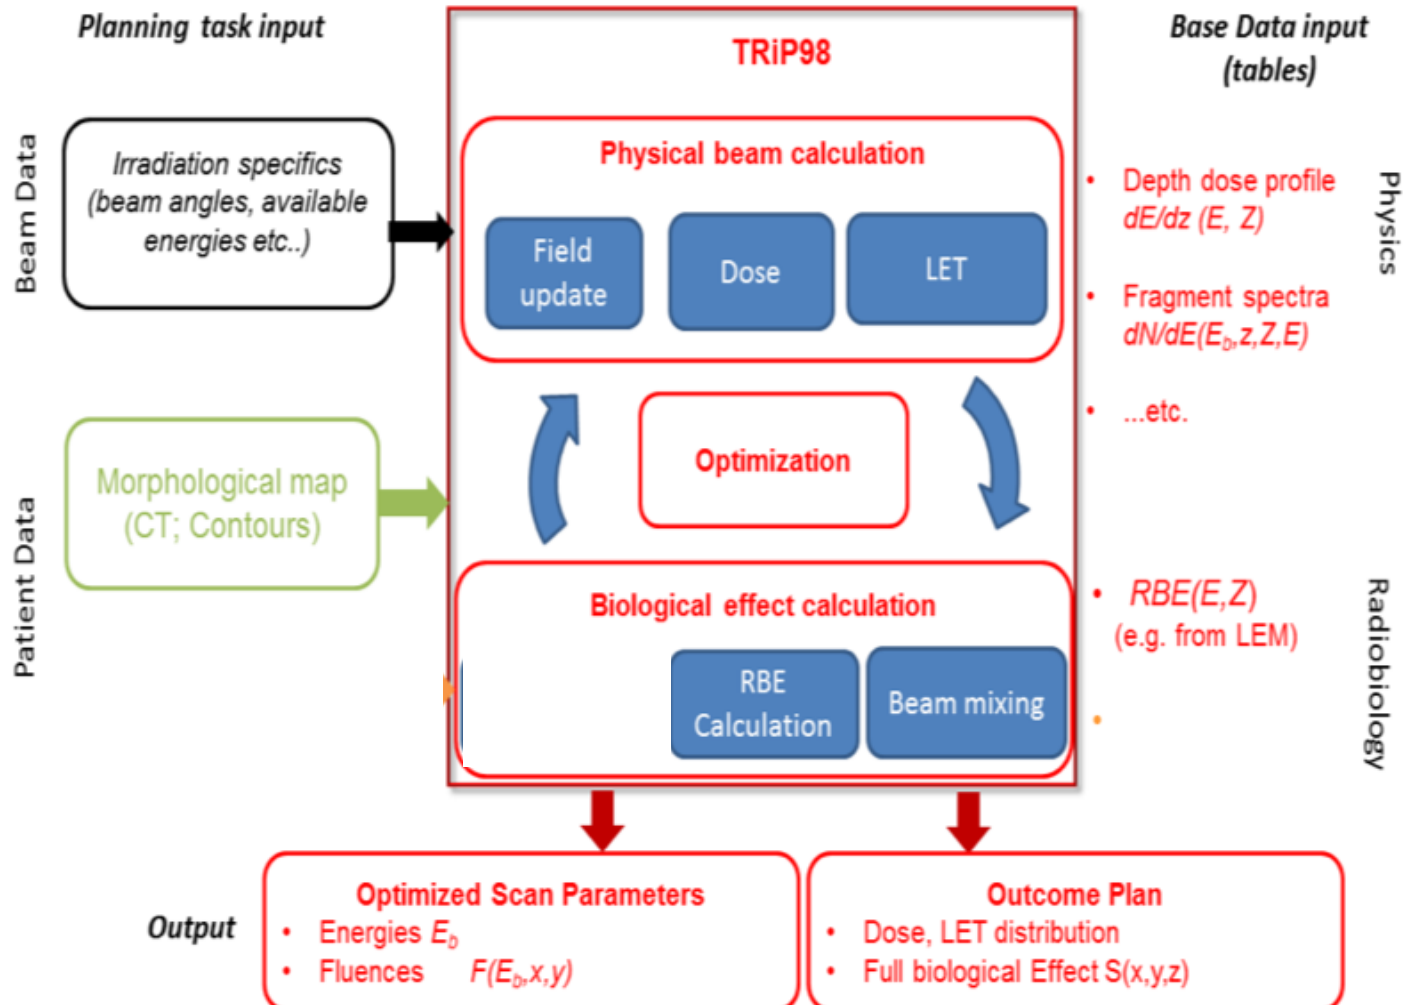 Planning task input
TRiP98
Base Data input
(tables)
Beam Data
Irradiation specifics
(beam angles, available
energies etc..)
Physical beam calculation
Field
update
Dose
LET
• Depth dose profile
dE/dz (E, Z)
• Fragment spectra
dN/dE(E_b,z,Z,E)
• ...etc.
Physics
Patient Data
Morphological map
(CT; Contours)
Optimization
Biological effect calculation
RBE
Calculation
Beam mixing
• RBE(E,Z)
(e.g. from LEM)
•
Radiobiology
Output
Optimized Scan Parameters
• Energies E_b
• Fluences F(E_b,x,y)
Outcome Plan
• Dose, LET distribution
• Full biological Effect S(x,y,z)